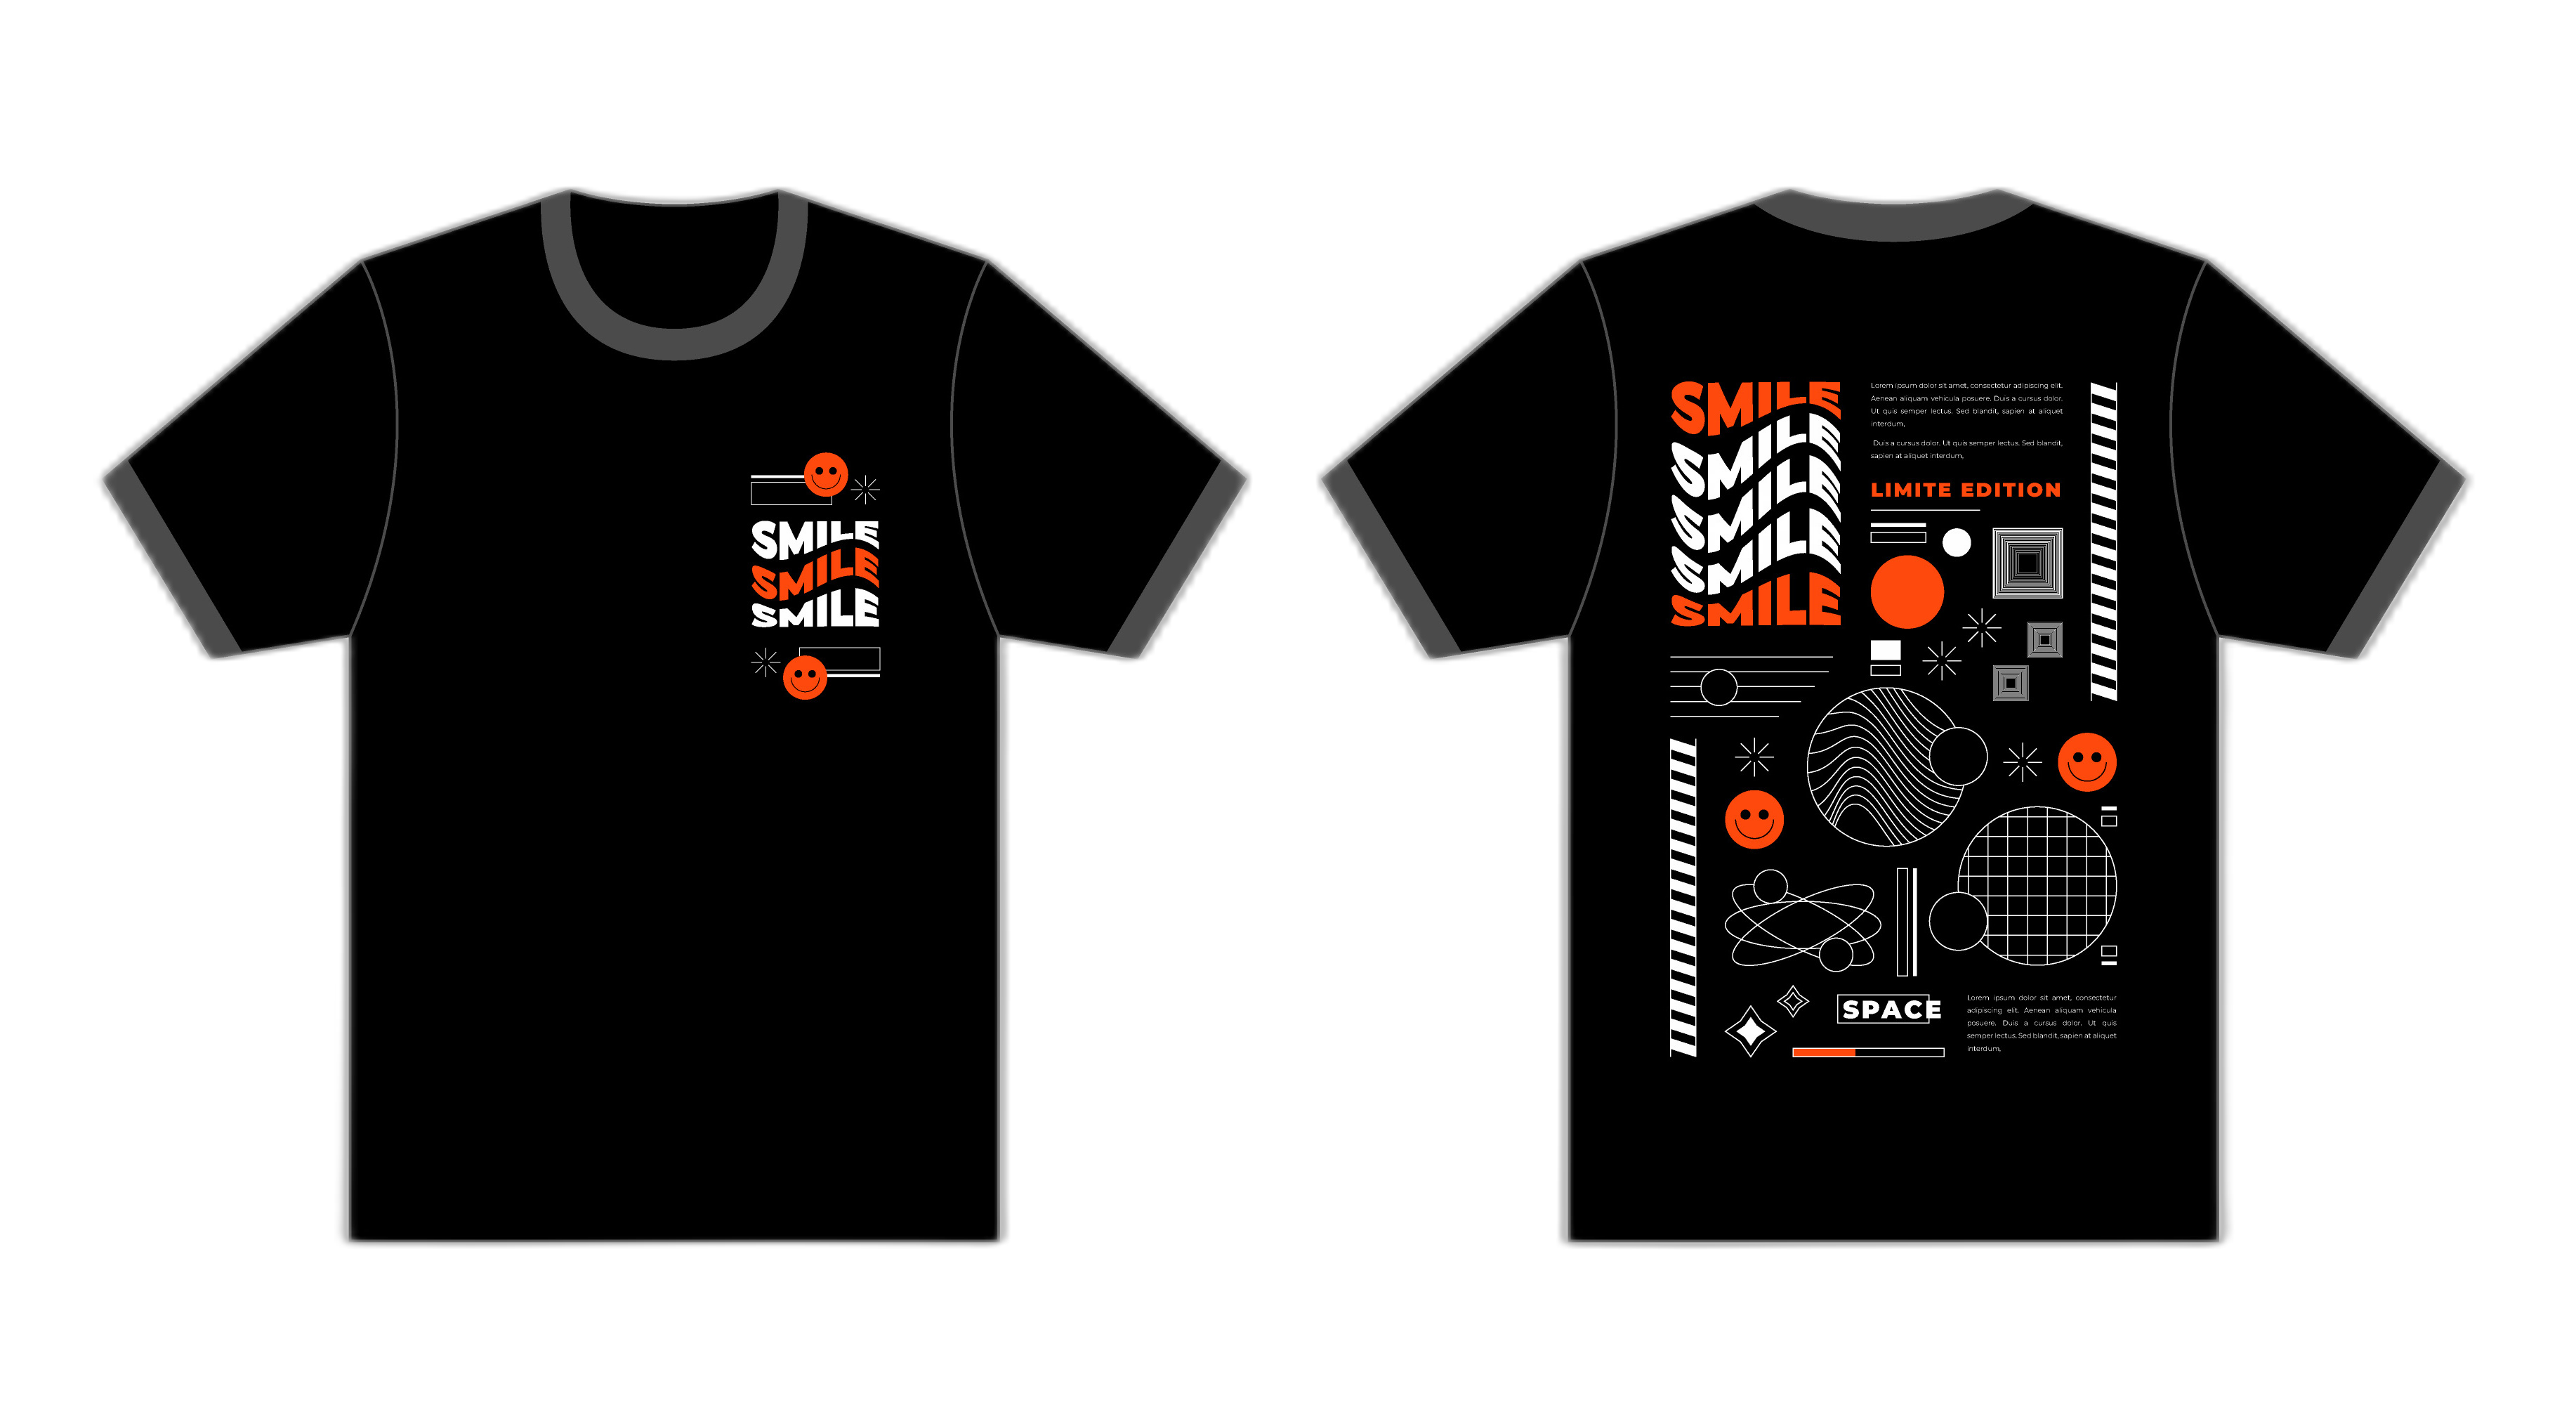 SMILE
SMILE
SMILE
SMILE
SMILE
SMILE
SMILE
SMILE
SMILE
Lorem ipsum dolor sit amet, consectetur adipiscing elit.
Aenean aliquam vehicula posuere. Duis a cursus dolor.
Ut quis semper lectus. Sed blandit, sapien at aliquet
interdum,
Duis a cursus dolor. Ut quis semper lectus. Sed blandit,
sapien at aliquet interdum,
LIMITE EDITION
SPACE
Lorem ipsum dolor sit amet, consectetur
adipiscing elit. Aenean aliquam vehicula
posuere. Duis a cursus dolor. Ut quis
semper lectus. Sed blandit, sapien at aliquet
interdum,